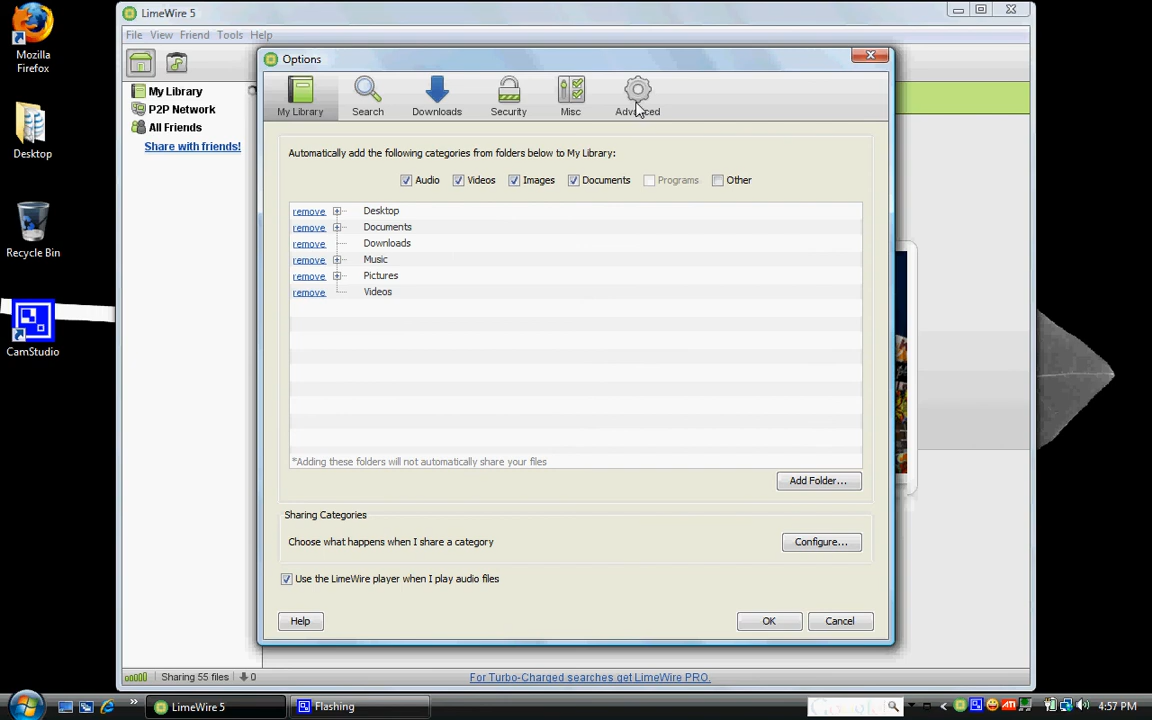 Mozilla
Firefox
Desktop
Recycle Bin
CamStudio
LimeWire 5
File View Friend Tools Help
My Library
P2P Network
All Friends
Share with friends!
Options
My Library Search Downloads Security Misc Advanced
Automatically add the following categories from folders below to My Library:
Audio Videos Images Documents Programs Other
remove Desktop
remove Documents
remove Downloads
remove Music
remove Pictures
remove Videos
*Adding these folders will not automatically share your files
Add Folder...
Sharing Categories
Choose what happens when I share a category
Configure...
Use the LimeWire player when I play audio files
Help OK Cancel
Sharing 55 files 0
For Turbo-Charged searches get LimeWire PRO.
LimeWire 5 Flashing
4:57 PM